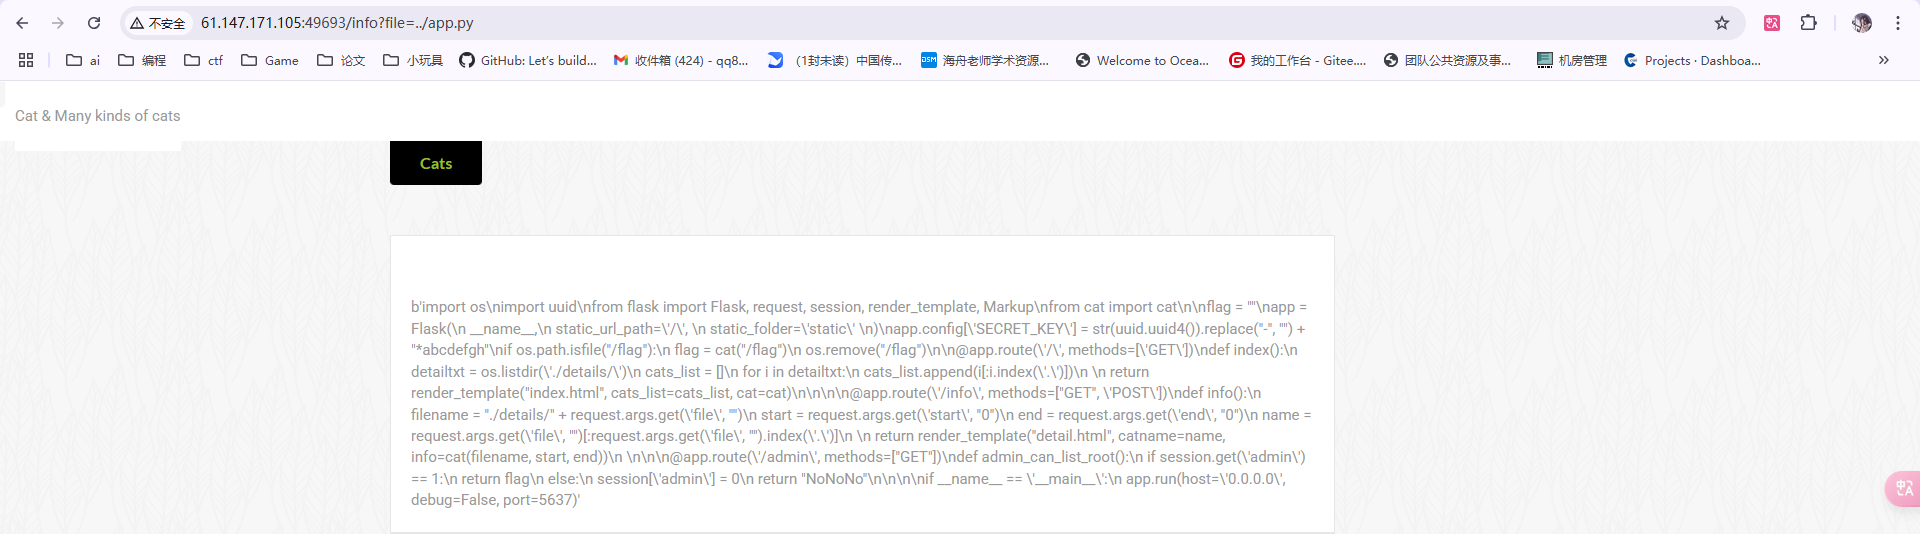 不安全 61.147.171.105:49693/info?file=../app.py
ai 编程 ctf Game 论文 小玩具 GitHub: Let’s build... 收件箱 (424) - qq8... （1封未读）中国传... 海舟老师学术资源... Welcome to Ocea... 我的工作台 - Gitee.... 团队公共资源及事... 机房管理 Projects · Dashboa...
Cat & Many kinds of cats
Cats
b'import os\nimport uuid\nfrom flask import Flask, request, session, render_template, Markup\nfrom cat import cat\n\nflag = ""\napp =
Flask(\n __name__,\n static_url_path=\'/\', \n static_folder=\'static\' \n)\napp.config[\'SECRET_KEY\'] = str(uuid.uuid4()).replace("-", "") +
"*abcdefgh"\nif os.path.isfile("/flag"):\n flag = cat("/flag")\n os.remove("/flag")\n\n@app.route(\'/\', methods=[\'GET\'])\ndef index():\n
detailtxt = os.listdir(\'./details/\')\n cats_list = []\n for i in detailtxt:\n cats_list.append(i[:i.index(\'.\')])\n \n return
render_template("index.html", cats_list=cats_list, cat=cat)\n\n\n\n@app.route(\'/info\', methods=["GET", \'POST\'])\ndef info():\n
filename = "./details/" + request.args.get(\'file\', "")\n start = request.args.get(\'start\', "0")\n end = request.args.get(\'end\', "0")\n name =
request.args.get(\'file\', "")[:request.args.get(\'file\', "").index(\'.\')]\n \n return render_template("detail.html", catname=name,
info=cat(filename, start, end))\n \n\n\n@app.route(\'/admin\', methods=["GET"])\ndef admin_can_list_root():\n if session.get(\'admin\')
== 1:\n return flag\n else:\n session[\'admin\'] = 0\n return "NoNoNo"\n\n\n\nif __name__ == \'__main__\':\n app.run(host=\'0.0.0.0\',
debug=False, port=5637)'